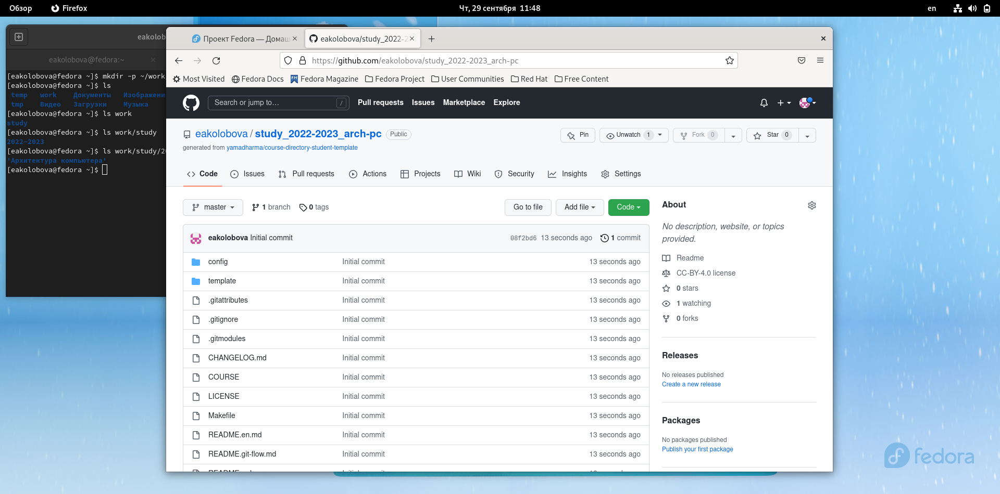 Обзор Firefox Чт, 29 сентября 11:48 en
eakolob
eakolobova@fedora:~
[eakolobova@fedora ~]$ mkdir -p ~/work
[eakolobova@fedora ~]$ ls
temp work Документы Изображени
tmp Видео Загрузки Музыка
[eakolobova@fedora ~]$ ls work
study
[eakolobova@fedora ~]$ ls work/study
2022-2023
[eakolobova@fedora ~]$ ls work/study/20
'Архитектура компьютера'
[eakolobova@fedora ~]$
Проект Fedora — Домаш eakolobova/study_2022-2
https://github.com/eakolobova/study_2022-2023_arch-pc
Most Visited Fedora Docs Fedora Magazine Fedora Project User Communities Red Hat Free Content
Search or jump to… / Pull requests Issues Marketplace Explore
eakolobova / study_2022-2023_arch-pc Public Pin Unwatch 1 Fork 0 Star 0
generated from yamadharma/course-directory-student-template
Code Issues Pull requests Actions Projects Wiki Security Insights Settings
master 1 branch 0 tags Go to file Add file Code
eakolobova Initial commit 08f2bd6 13 seconds ago 1 commit
config Initial commit 13 seconds ago
template Initial commit 13 seconds ago
.gitattributes Initial commit 13 seconds ago
.gitignore Initial commit 13 seconds ago
.gitmodules Initial commit 13 seconds ago
CHANGELOG.md Initial commit 13 seconds ago
COURSE Initial commit 13 seconds ago
LICENSE Initial commit 13 seconds ago
Makefile Initial commit 13 seconds ago
README.en.md Initial commit 13 seconds ago
README.git-flow.md Initial commit 13 seconds ago
About
No description, website, or topics
provided.
Readme
CC-BY-4.0 license
0 stars
1 watching
0 forks
Releases
No releases published
Create a new release
Packages
No packages published
Publish your first package
fedora